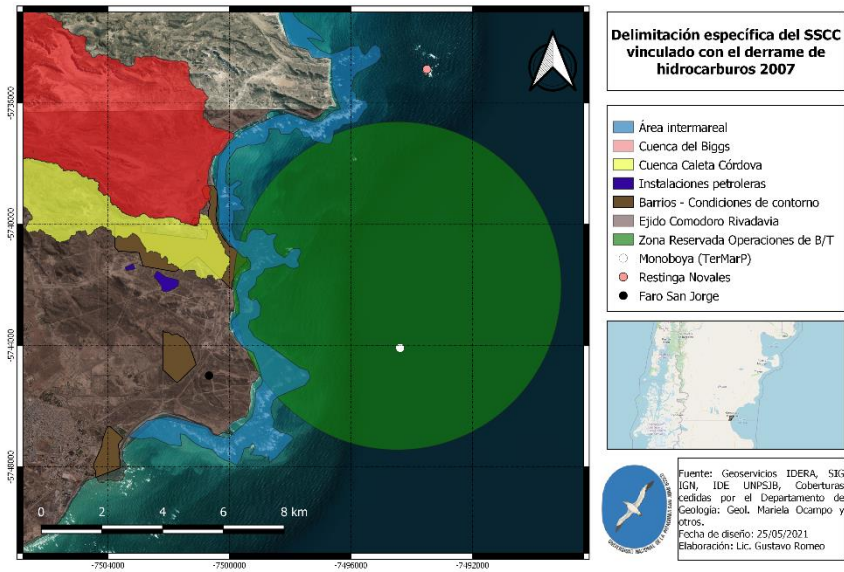 Delimitación específica del SSCC
vinculado con el derrame de
hidrocarburos 2007
Área intermareal
Cuenca del Biggs
Cuenca Caleta Córdova
Instalaciones petroleras
Barrios - Condiciones de contorno
Ejido Comodoro Rivadavia
Zona Reservada Operaciones de B/T
Monoboya (TerMarP)
Restinga Novales
Faro San Jorge
-5736000
-5740000
-5744000
-5748000
0 2 4 6 8 km
-7504000 -7500000 -7496000 -7492000
Fuente: Geoservicios IDERA, SIG
IGN, IDE UNPSJB, Coberturas
cedidas por el Departamento de
Geología: Geol. Mariela Ocampo y
otros.
Fecha de diseño: 25/05/2021
Elaboración: Lic. Gustavo Romeo